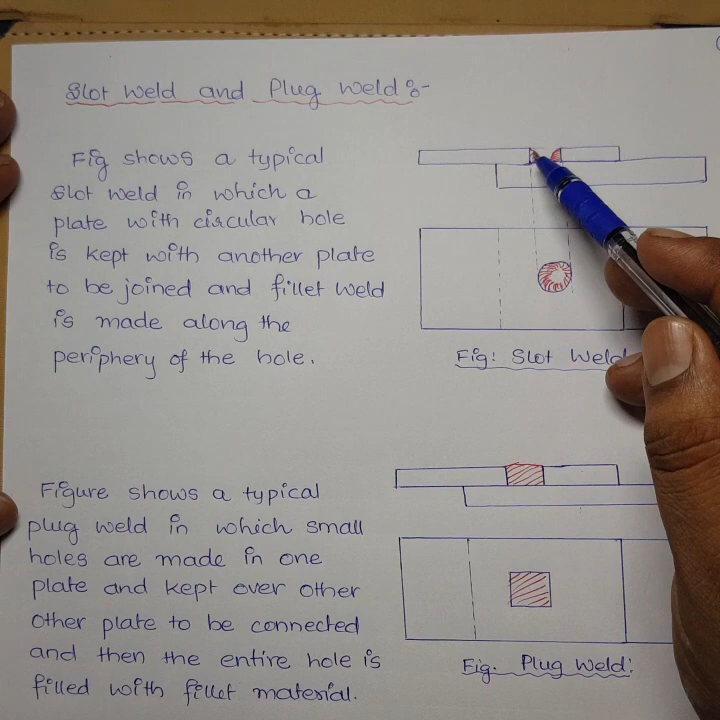 Slot Weld and Plug Weld :-
Fig shows a typical
slot weld in which a
plate with circular hole
is kept with another plate
to be joined and fillet weld
is made along the
periphery of the hole.
Fig: Slot Weld
Figure shows a typical
plug weld in which small
holes are made in one
plate and kept over other
other plate to be connected
and then the entire hole is
filled with fillet material.
Fig. Plug Weld: